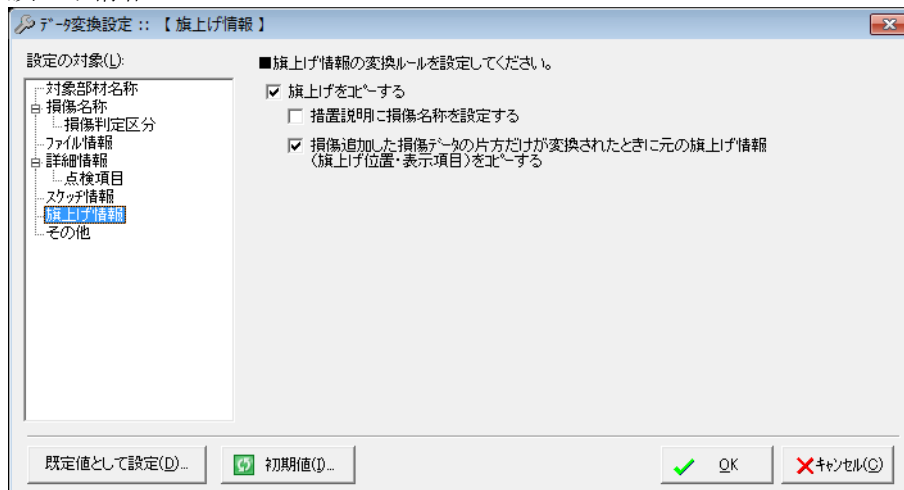 ﾃﾞｰﾀ変換設定 :: 【 旗上げ情報 】
設定の対象(L):
対象部材名称
損傷名称
損傷判定区分
ﾌｧｲﾙ情報
詳細情報
点検項目
ｽｹｯﾁ情報
旗上げ情報
その他
■旗上げ情報の変換ﾙｰﾙを設定してください。
旗上げをｺﾋﾟｰする
措置説明に損傷名称を設定する
損傷追加した損傷ﾃﾞｰﾀの片方だけが変換されたときに元の旗上げ情報
(旗上げ位置・表示項目)をｺﾋﾟｰする
既定値として設定(D)...
初期値(I)...
OK
ｷｬﾝｾﾙ(C)